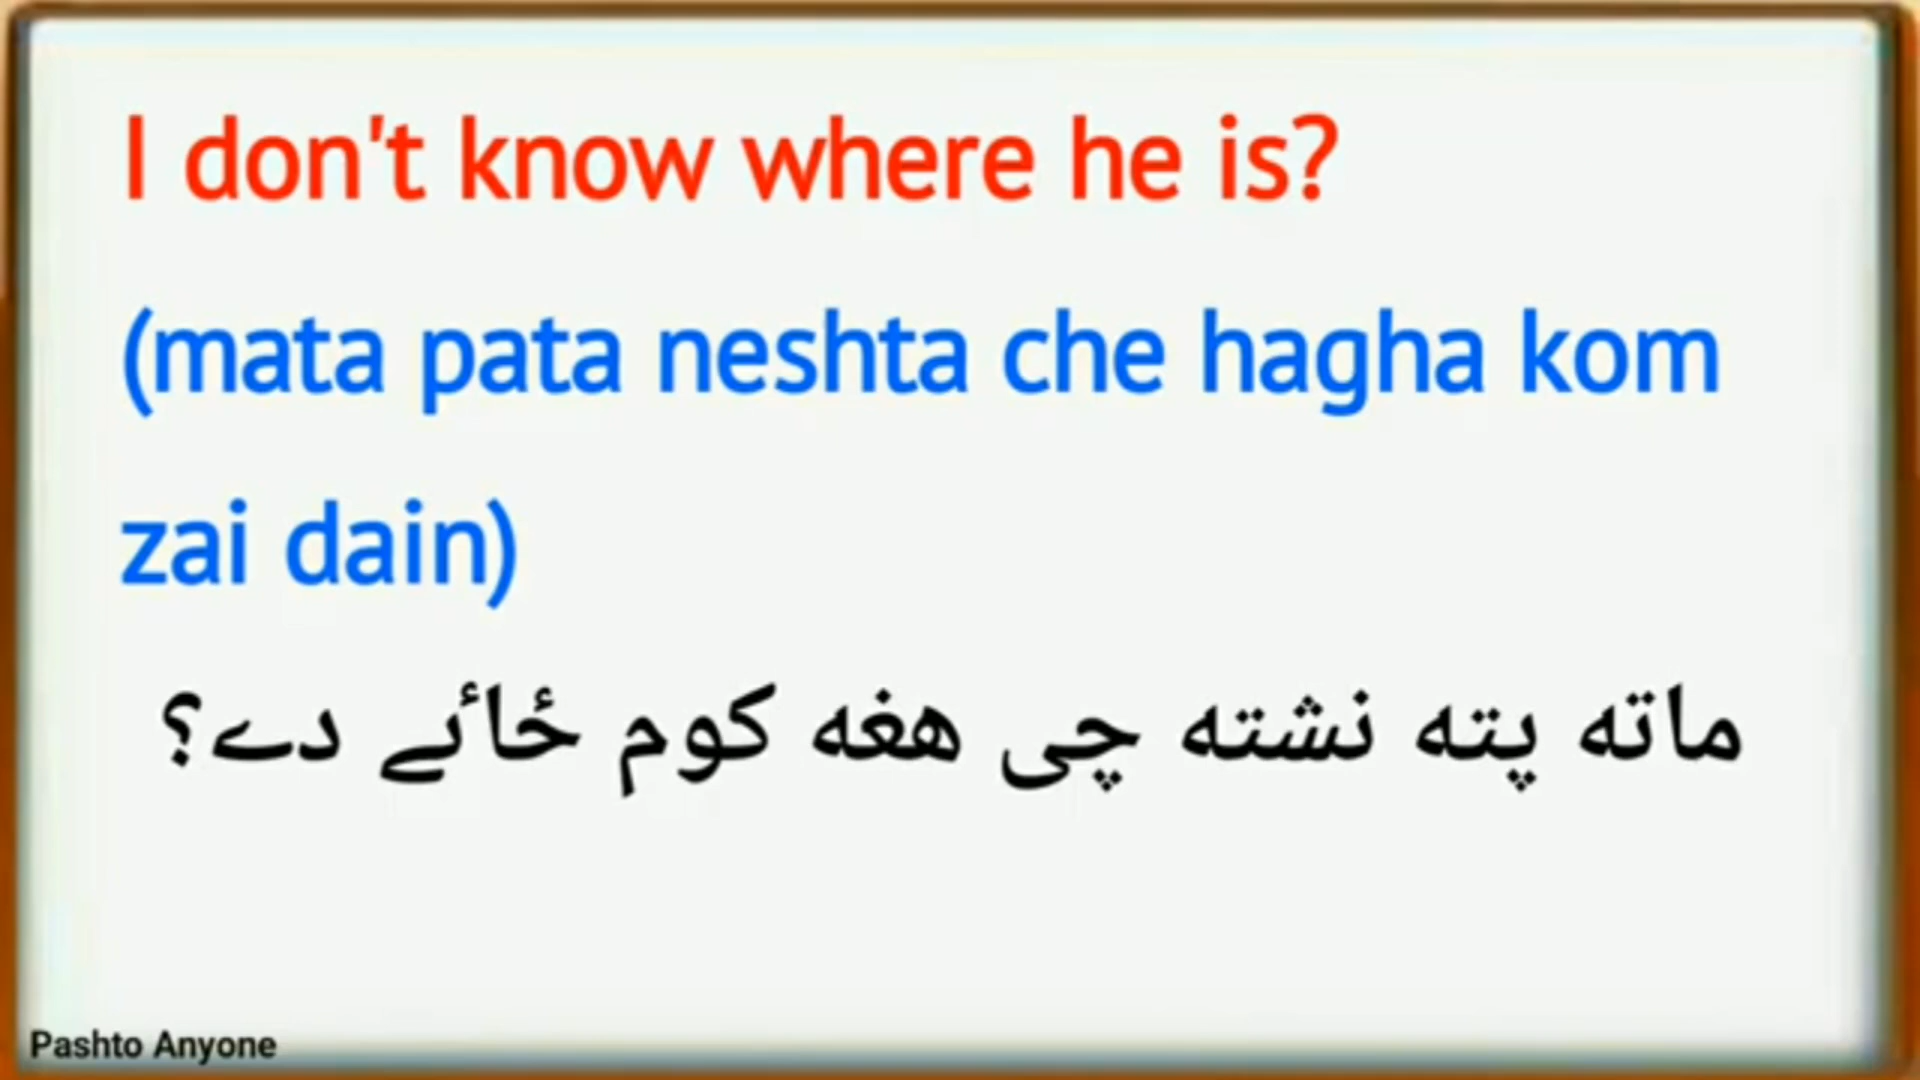 I don't know where he is?
(mata pata neshta che hagha kom
zai dain)
ماته پته نشته چی هغه کوم ځائے دے؟
Pashto Anyone